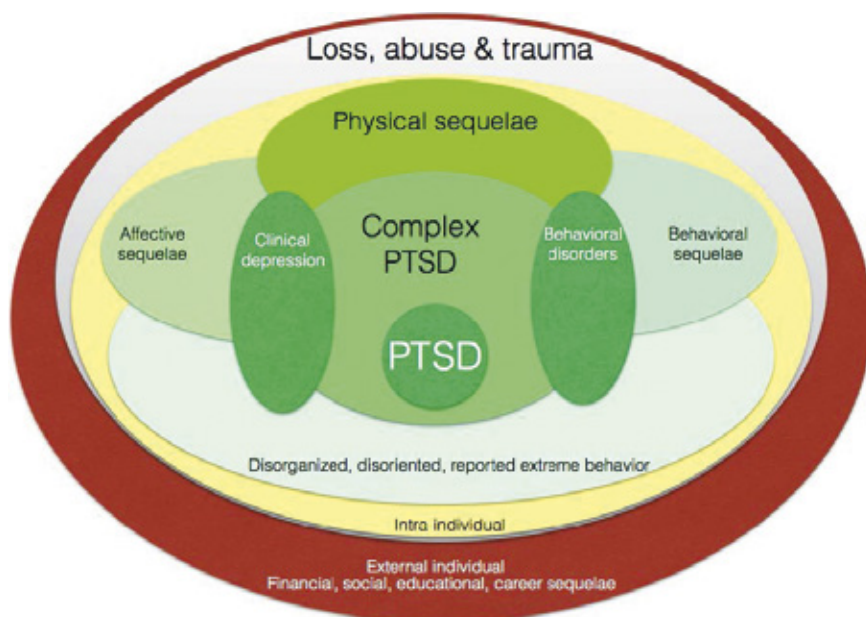 Loss, abuse & trauma
Physical sequelae
Affective
sequelae
Clinical
depression
Complex
PTSD
Behavioral
disorders
Behavioral
sequelae
PTSD
Disorganized, disoriented, reported extreme behavior
Intra individual
External individual
Financial, social, educational, career sequelae